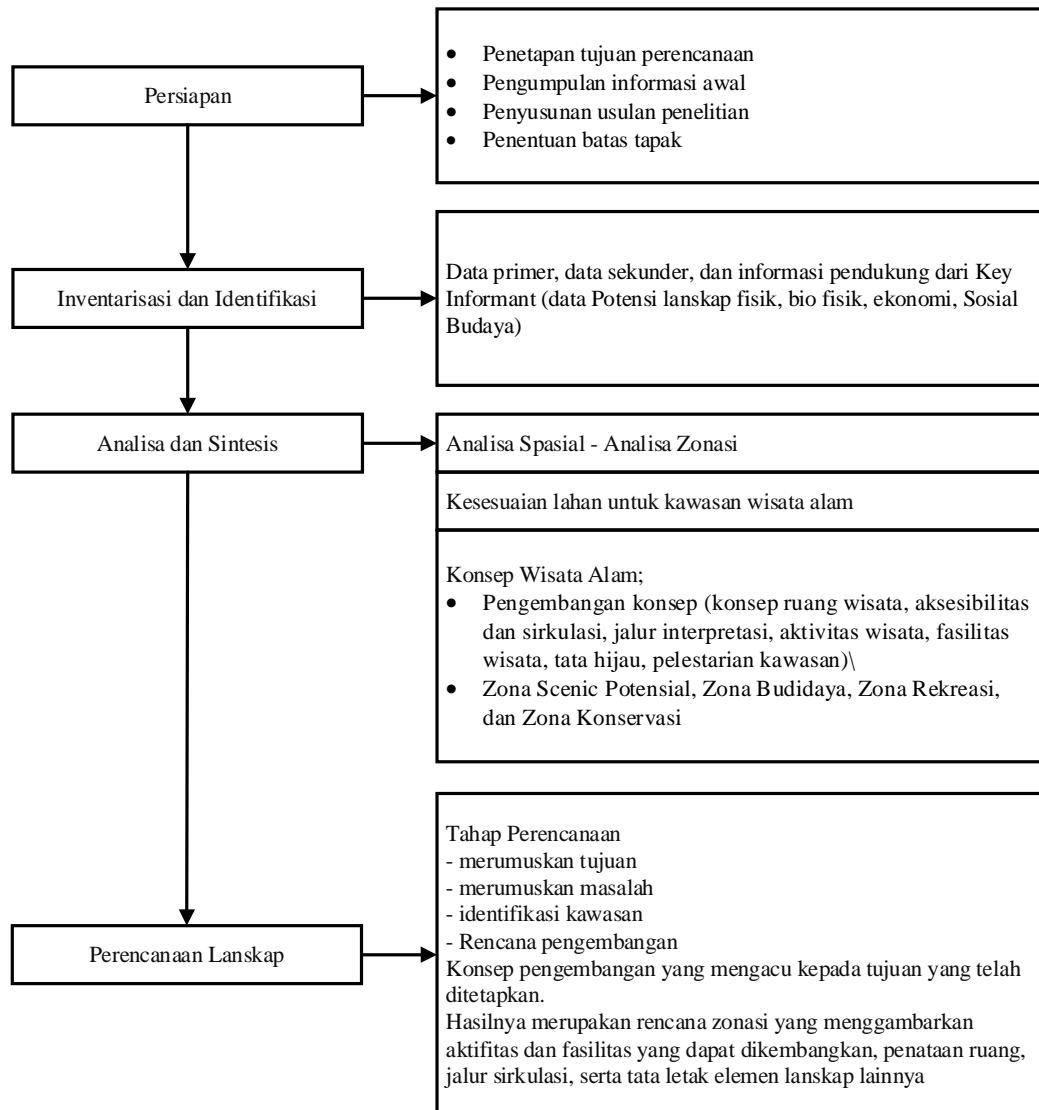 Persiapan
• Penetapan tujuan perencanaan
• Pengumpulan informasi awal
• Penyusunan usulan penelitian
• Penentuan batas tapak
Inventarisasi dan Identifikasi
Data primer, data sekunder, dan informasi pendukung dari Key
Informant (data Potensi lanskap fisik, bio fisik, ekonomi, Sosial
Budaya)
Analisa dan Sintesis
Analisa Spasial - Analisa Zonasi
Kesesuaian lahan untuk kawasan wisata alam
Konsep Wisata Alam;
• Pengembangan konsep (konsep ruang wisata, aksesibilitas
dan sirkulasi, jalur interpretasi, aktivitas wisata, fasilitas
wisata, tata hijau, pelestarian kawasan)\
• Zona Scenic Potensial, Zona Budidaya, Zona Rekreasi,
dan Zona Konservasi
Perencanaan Lanskap
Tahap Perencanaan
- merumuskan tujuan
- merumuskan masalah
- identifikasi kawasan
- Rencana pengembangan
Konsep pengembangan yang mengacu kepada tujuan yang telah
ditetapkan.
Hasilnya merupakan rencana zonasi yang menggambarkan
aktifitas dan fasilitas yang dapat dikembangkan, penataan ruang,
jalur sirkulasi, serta tata letak elemen lanskap lainnya